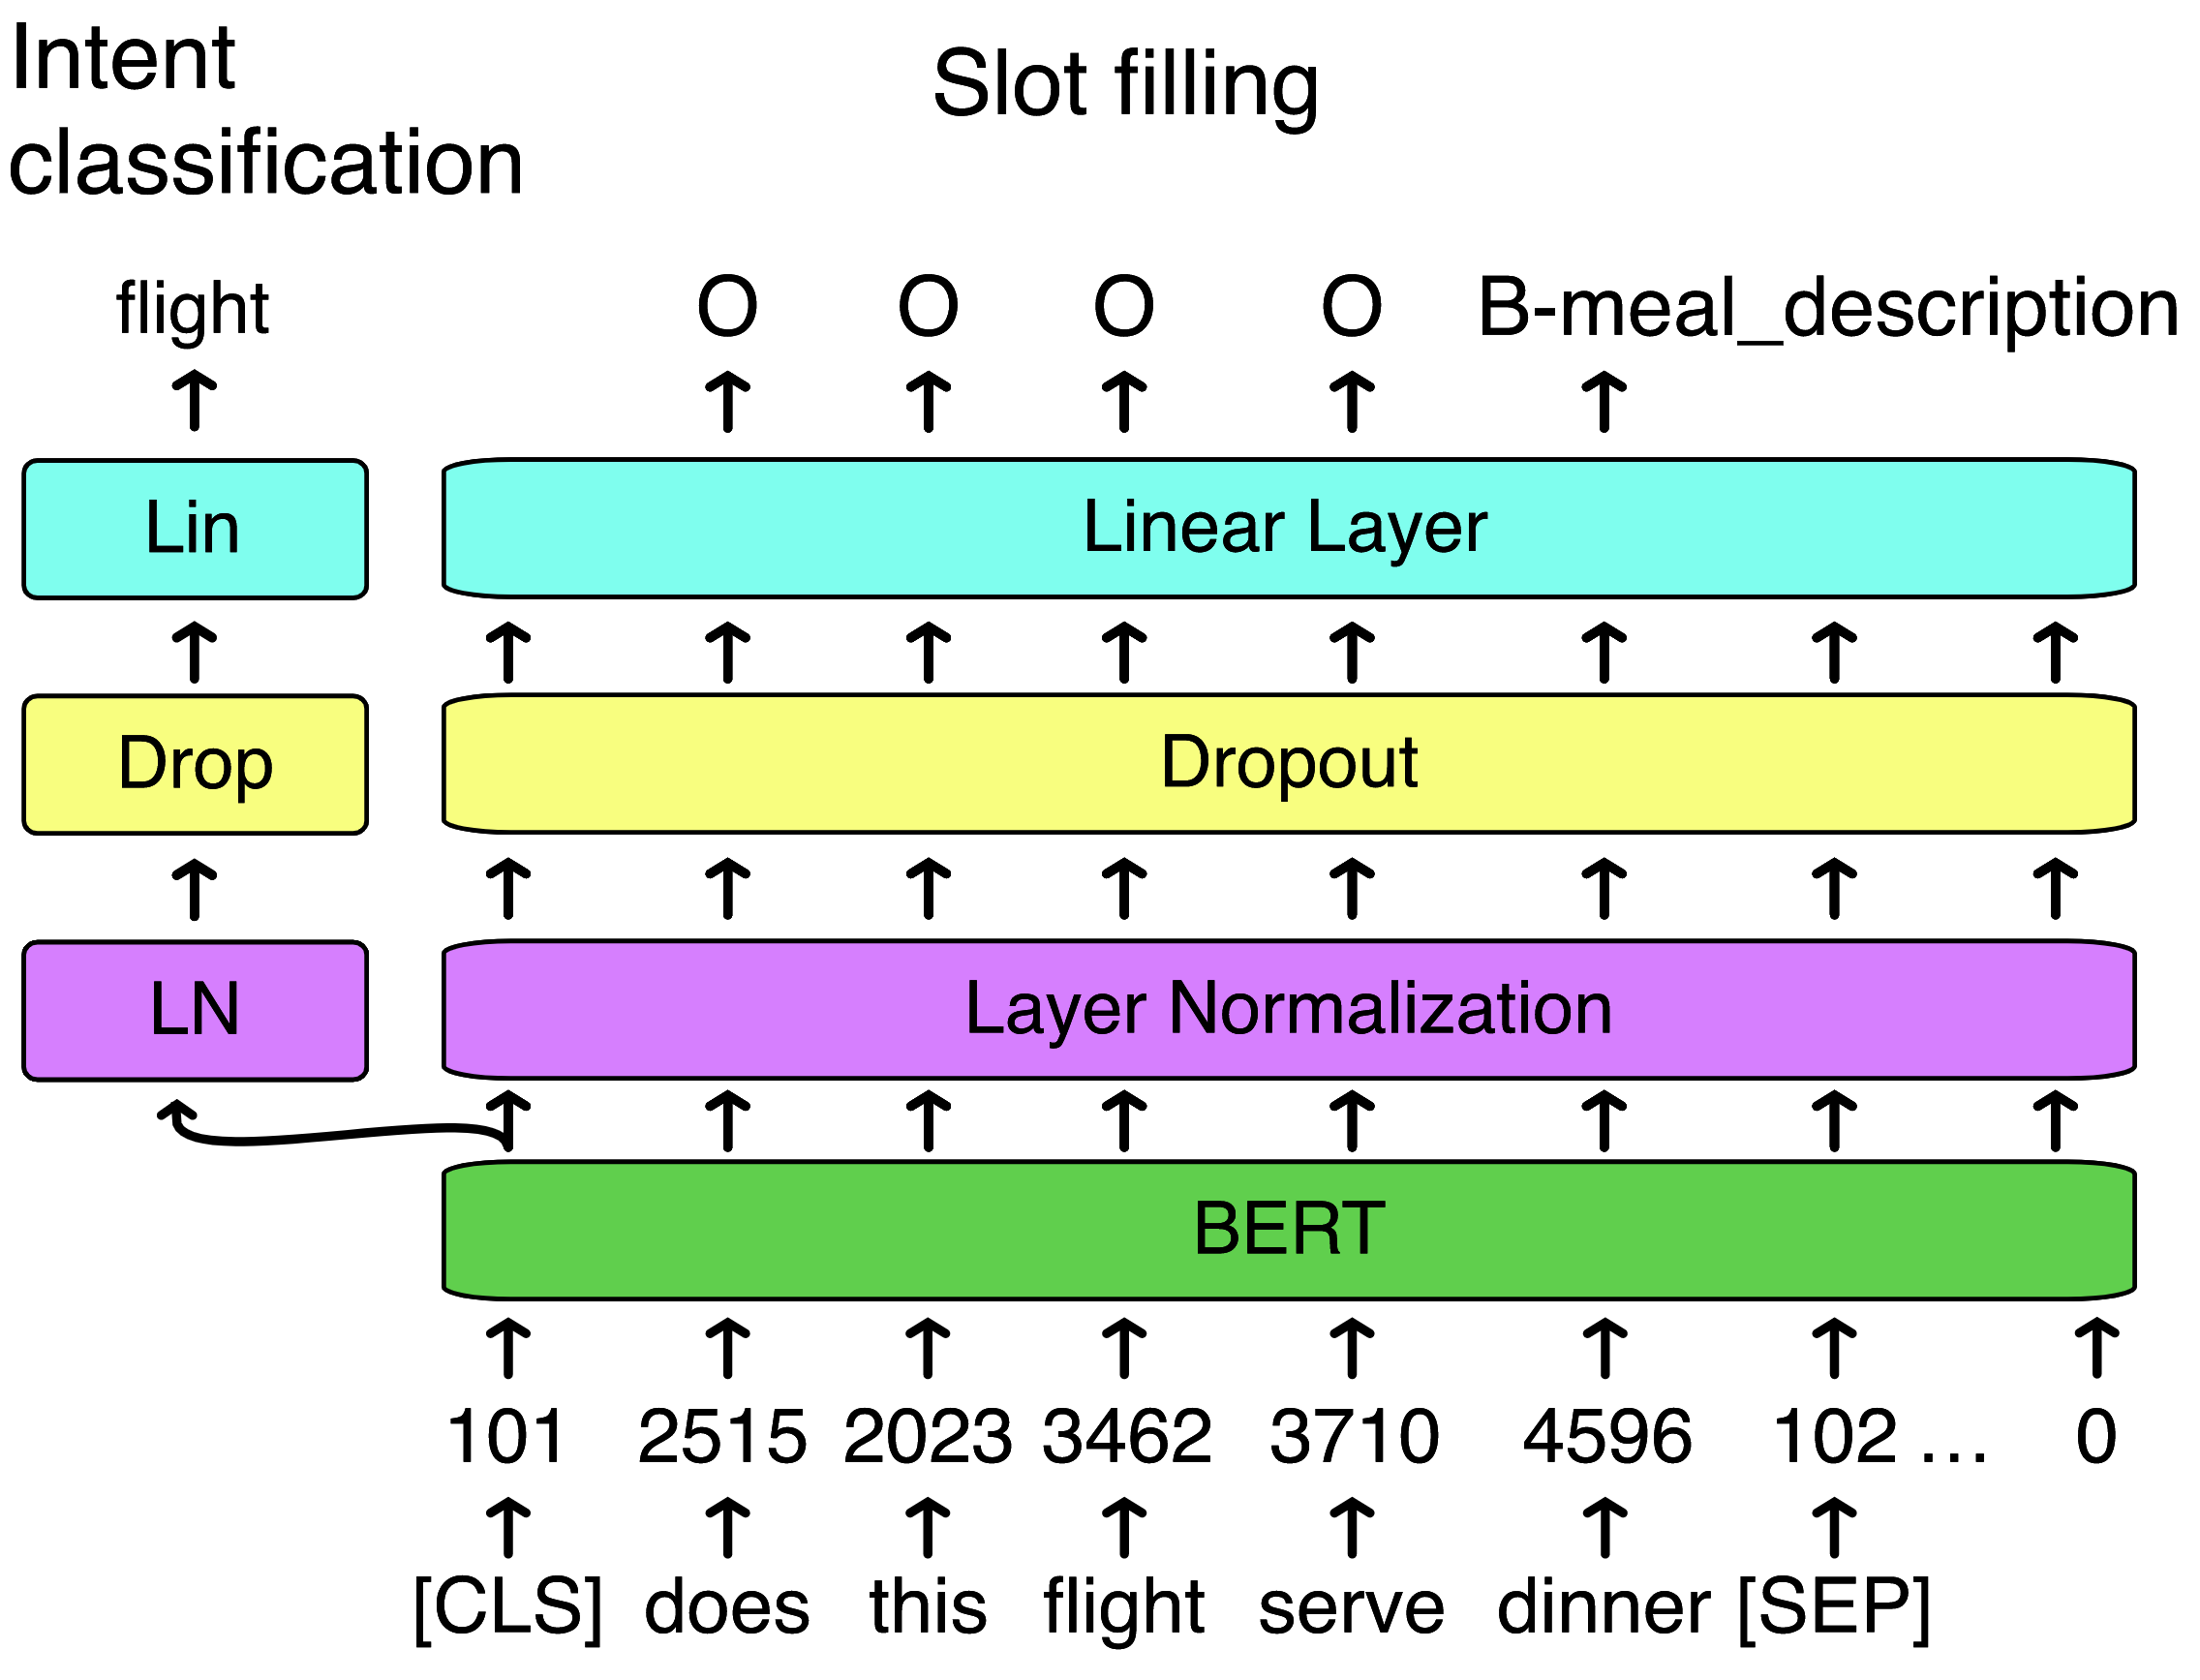 Intent
classification
Slot filling
flight O O O O B-meal_description
Lin Linear Layer
Drop Dropout
LN Layer Normalization
BERT
101 2515 2023 3462 3710 4596 102 ... 0
[CLS] does this flight serve dinner [SEP]